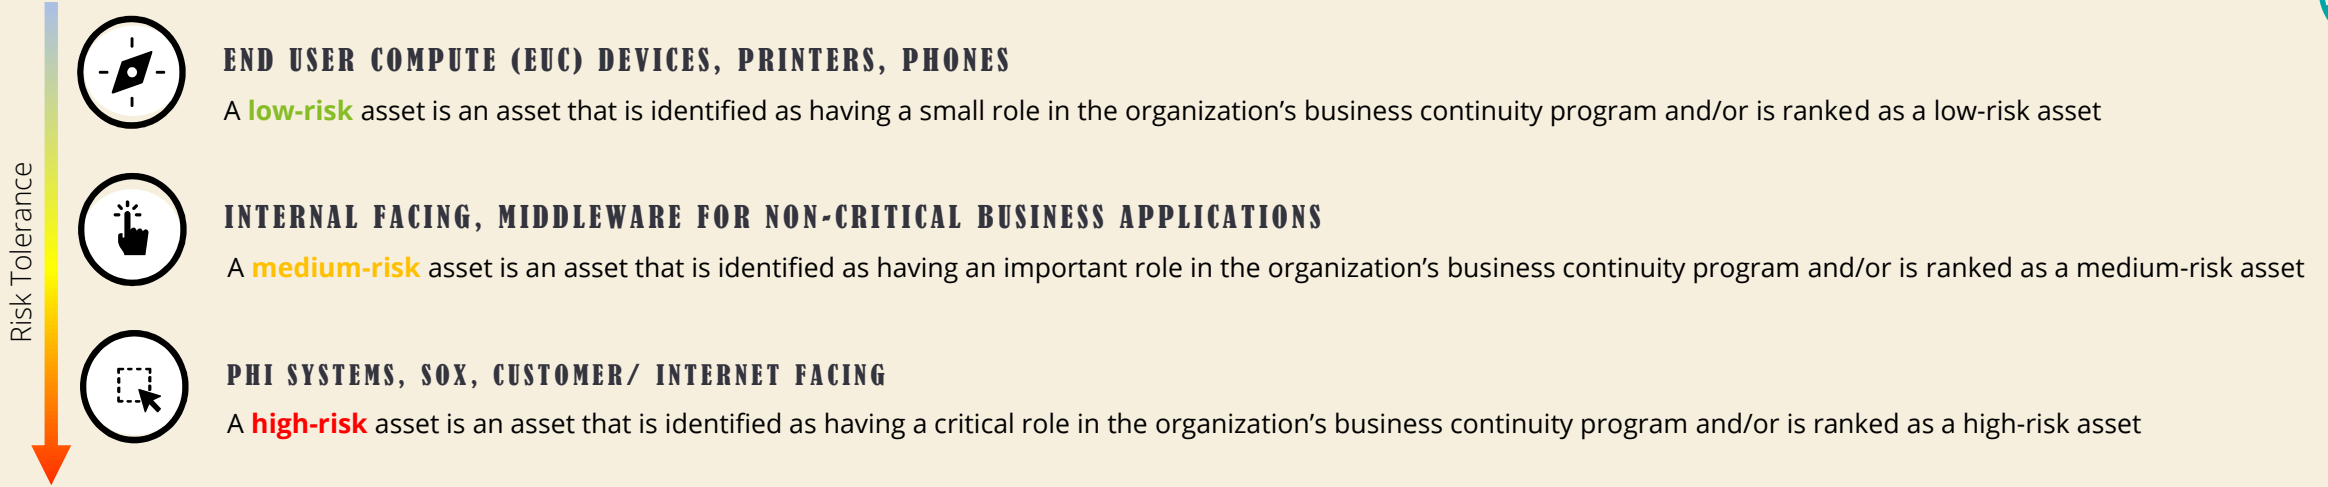 Risk Tolerance
END USER COMPUTE (EUC) DEVICES, PRINTERS, PHONES
A low-risk asset is an asset that is identified as having a small role in the organization’s business continuity program and/or is ranked as a low-risk asset
INTERNAL FACING, MIDDLEWARE FOR NON-CRITICAL BUSINESS APPLICATIONS
A medium-risk asset is an asset that is identified as having an important role in the organization’s business continuity program and/or is ranked as a medium-risk asset
PHI SYSTEMS, SOX, CUSTOMER/ INTERNET FACING
A high-risk asset is an asset that is identified as having a critical role in the organization’s business continuity program and/or is ranked as a high-risk asset